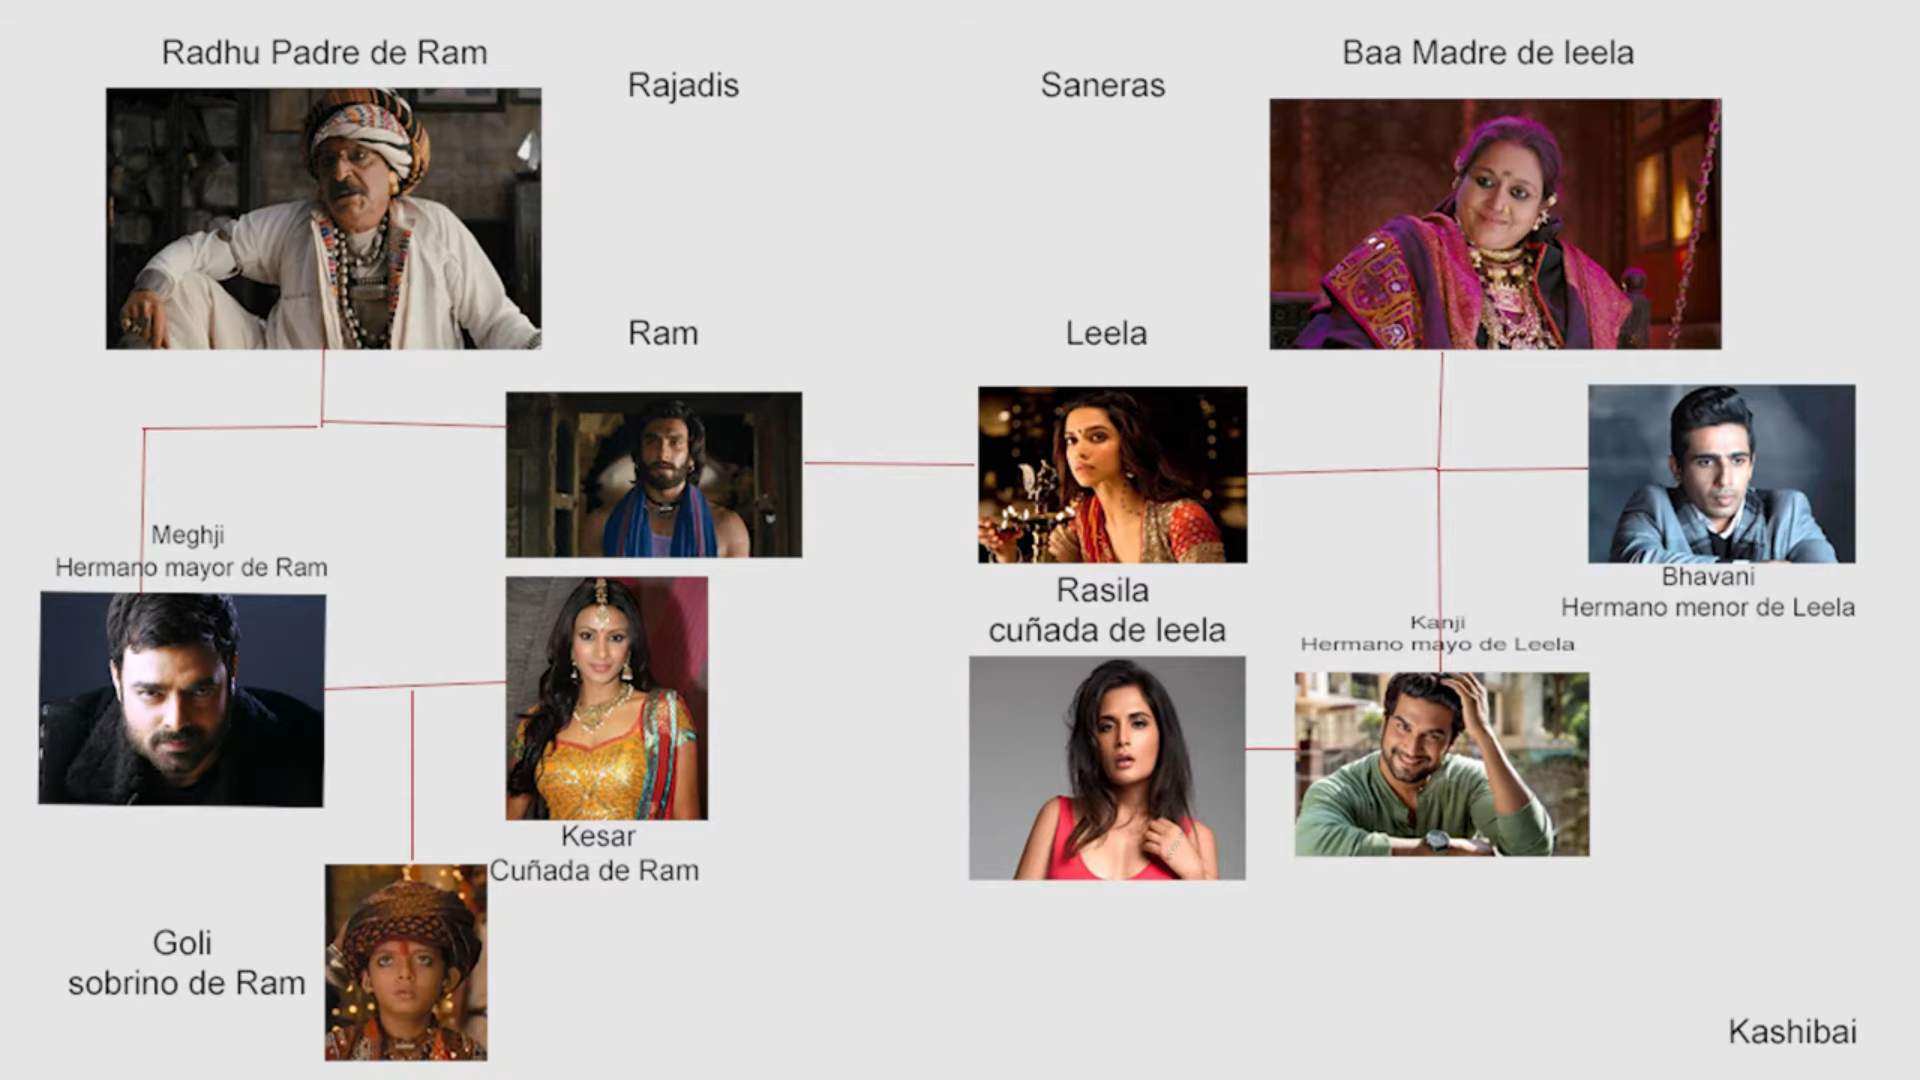 Radhu Padre de Ram
Rajadis
Saneras
Baa Madre de leela
Ram
Leela
Meghji
Hermano mayor de Ram
Rasila
cuñada de leela
Bhavani
Hermano menor de Leela
Kanji
Hermano mayo de Leela
Kesar
Cuñada de Ram
Goli
sobrino de Ram
Kashibai